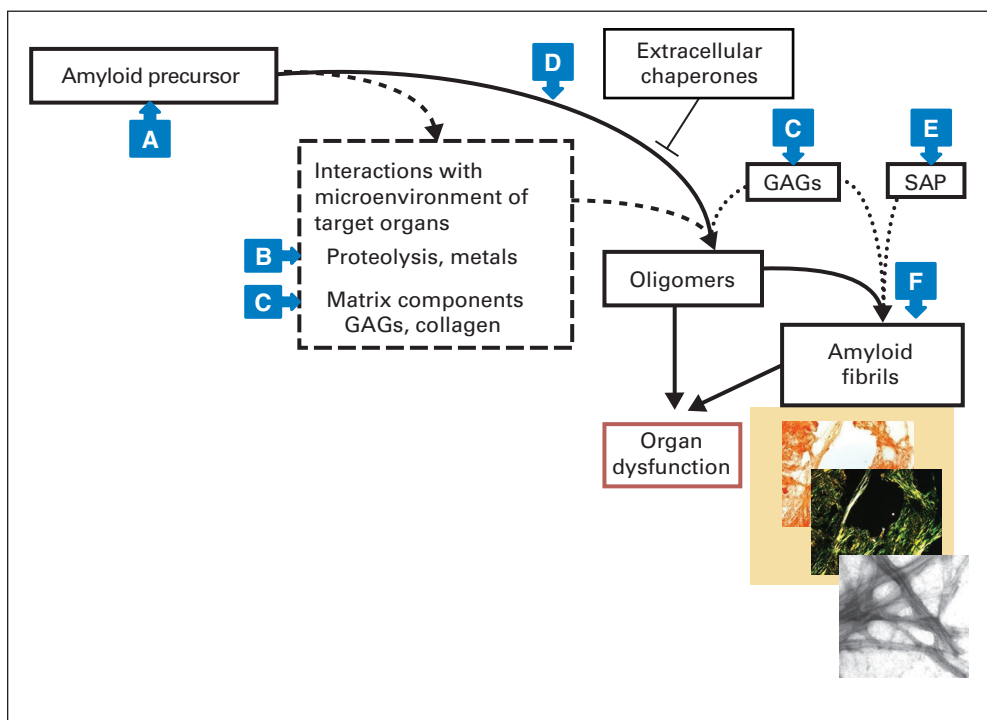 Amyloid precursor
A
D
Extracellular
chaperones
C
E
GAGs
SAP
Interactions with
microenvironment of
target organs
B
Proteolysis, metals
C
Matrix components
GAGs, collagen
Oligomers
F
Amyloid
fibrils
Organ
dysfunction